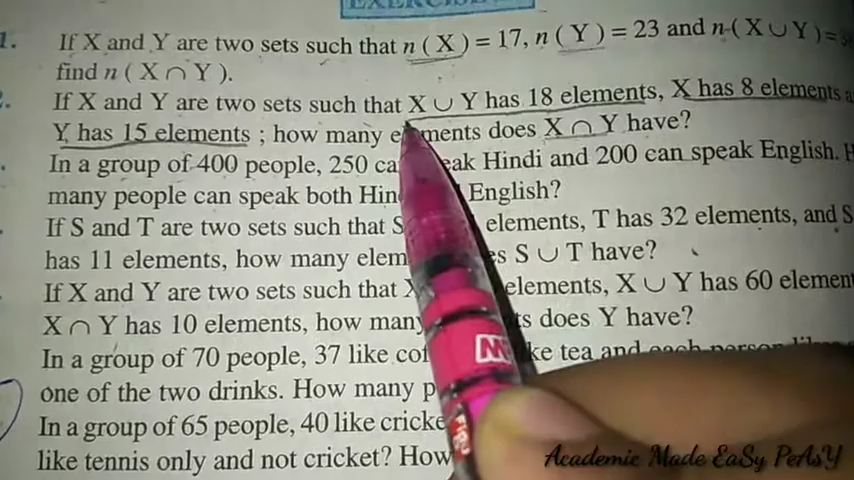 EXERCISE
1. If X and Y are two sets such that n ( X ) = 17, n ( Y ) = 23 and n ( X ∪ Y ) =
find n ( X ∩ Y ).
2. If X and Y are two sets such that X ∪ Y has 18 elements, X has 8 elements a
Y has 15 elements ; how many elements does X ∩ Y have?
In a group of 400 people, 250 ca eak Hindi and 200 can speak English. H
many people can speak both Hin English?
If S and T are two sets such that S elements, T has 32 elements, and S
has 11 elements, how many elem es S ∪ T have?
If X and Y are two sets such that X elements, X ∪ Y has 60 element
X ∩ Y has 10 elements, how many ts does Y have?
In a group of 70 people, 37 like cof ke tea and each person like
one of the two drinks. How many p
In a group of 65 people, 40 like cricke
like tennis only and not cricket? How
Academic Made EaSy PeAsY